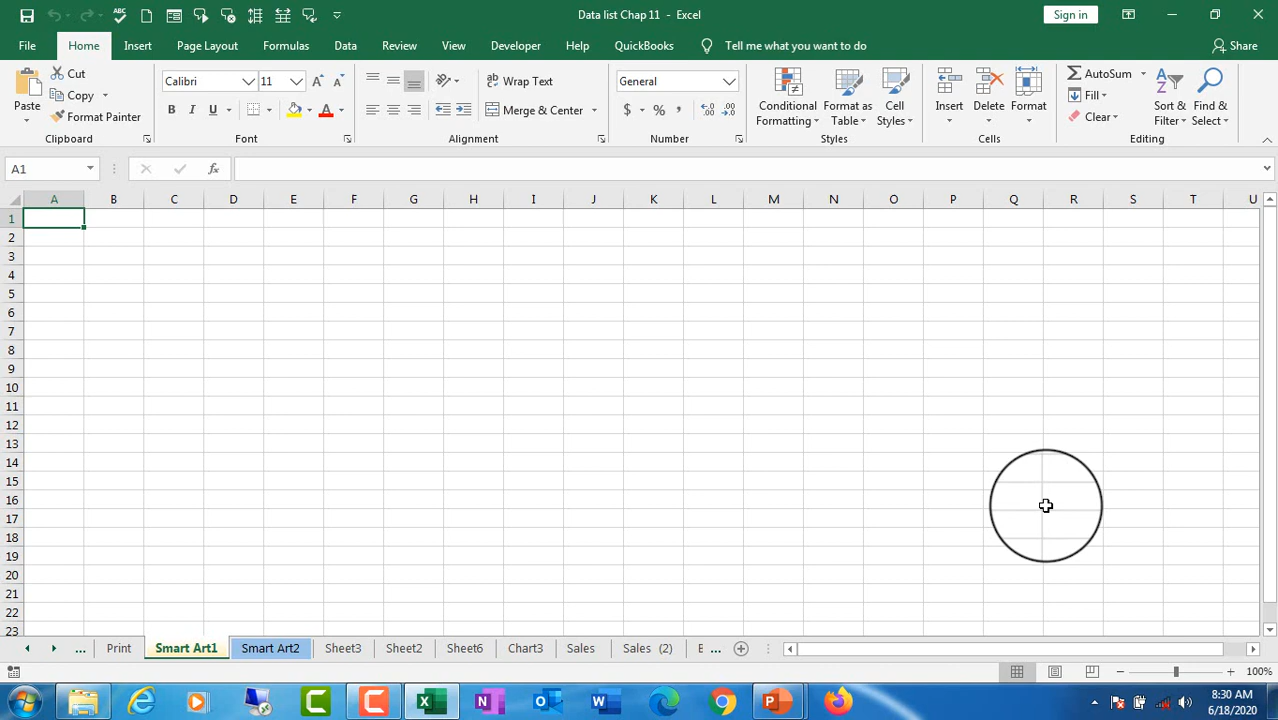 Data list Chap 11 - Excel
Sign in
File Home Insert Page Layout Formulas Data Review View Developer Help QuickBooks Tell me what you want to do Share
Paste
Cut
Copy
Format Painter
Clipboard
Calibri 11
B I U A
Font
ab Wrap Text
Merge & Center
Alignment
General
$ % ,
Number
Conditional Formatting
Format as Table
Cell Styles
Styles
Insert
Delete
Format
Cells
AutoSum
Fill
Clear
Sort & Filter
Find & Select
Editing
A1
fx
A B C D E F G H I J K L M N O P Q R S T U
1
2
3
4
5
6
7
8
9
10
11
12
13
14
15
16
17
18
19
20
21
22
23
... Print Smart Art1 Smart Art2 Sheet3 Sheet2 Sheet6 Chart3 Sales Sales (2) ...
100%
8:30 AM
6/18/2020